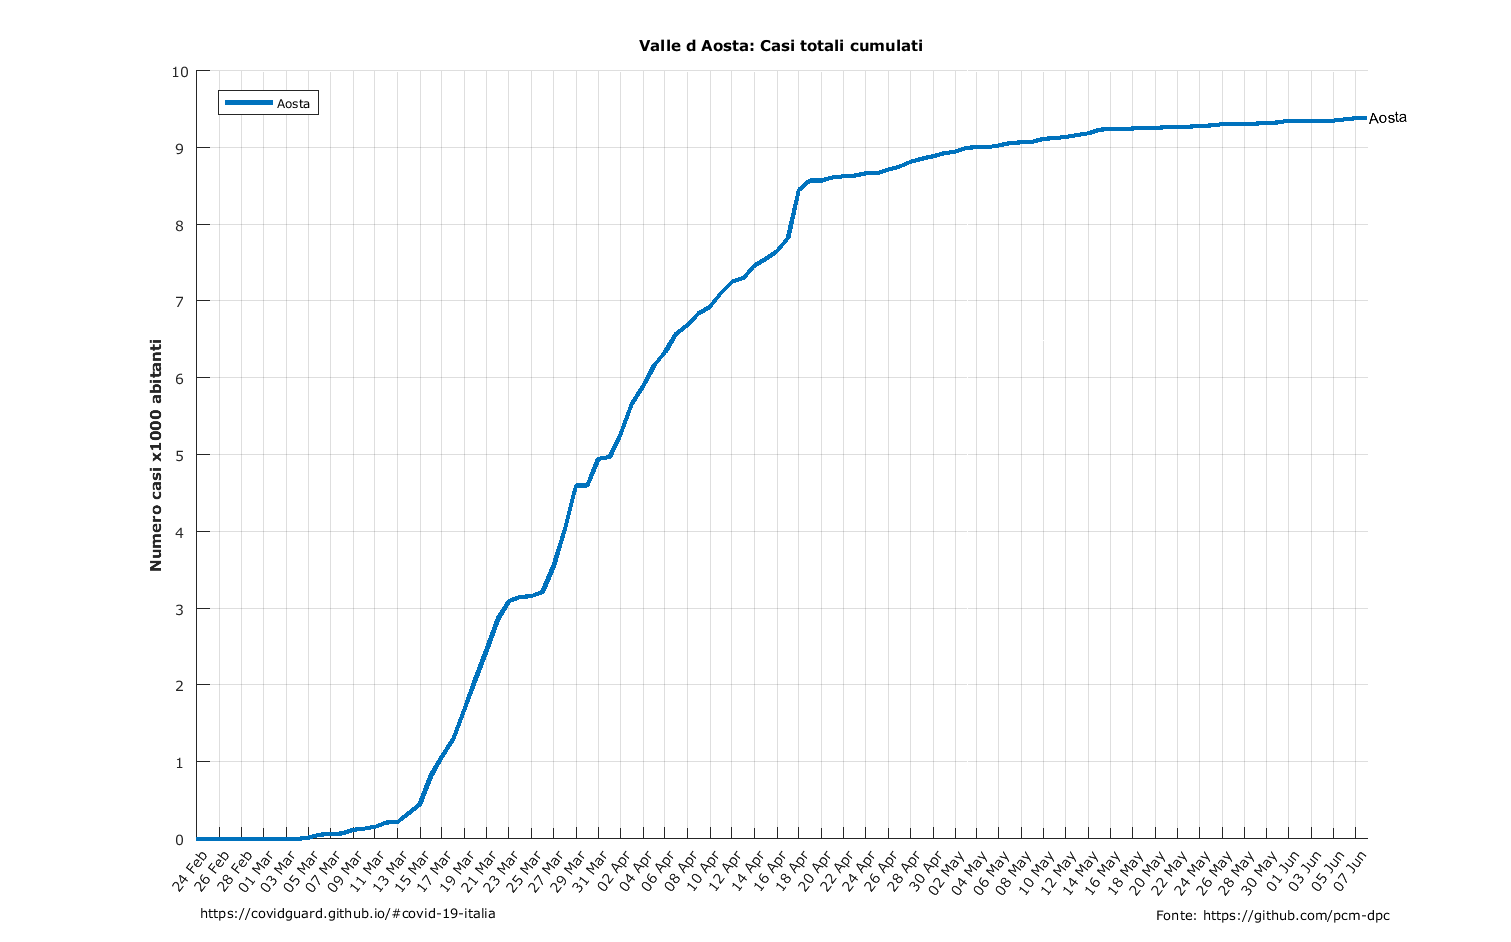 Valle d Aosta: Casi totali cumulati
Numero casi x1000 abitanti
10
9
8
7
6
5
4
3
2
1
0
Aosta
Aosta
24 Feb
26 Feb
28 Feb
01 Mar
03 Mar
05 Mar
07 Mar
09 Mar
11 Mar
13 Mar
15 Mar
17 Mar
19 Mar
21 Mar
23 Mar
25 Mar
27 Mar
29 Mar
31 Mar
02 Apr
04 Apr
06 Apr
08 Apr
10 Apr
12 Apr
14 Apr
16 Apr
18 Apr
20 Apr
22 Apr
24 Apr
26 Apr
28 Apr
30 Apr
02 May
04 May
06 May
08 May
10 May
12 May
14 May
16 May
18 May
20 May
22 May
24 May
26 May
28 May
30 May
01 Jun
03 Jun
05 Jun
07 Jun
https://covidguard.github.io/#covid-19-italia
Fonte: https://github.com/pcm-dpc